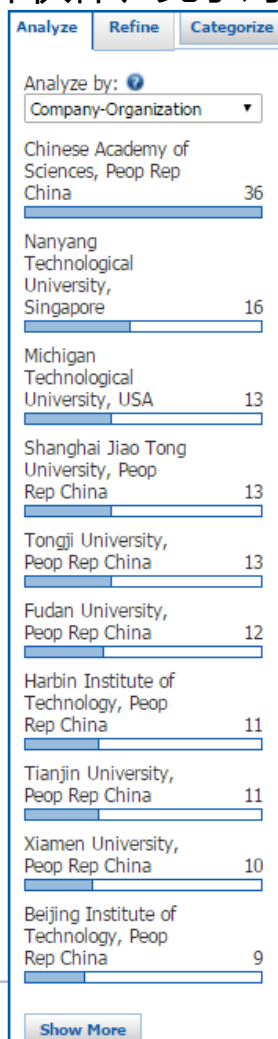 Analyze Refine Categorize
Analyze by:
Company-Organization
Chinese Academy of
Sciences, Peop Rep
China 36
Nanyang
Technological
University,
Singapore 16
Michigan
Technological
University, USA 13
Shanghai Jiao Tong
University, Peop
Rep China 13
Tongji University,
Peop Rep China 13
Fudan University,
Peop Rep China 12
Harbin Institute of
Technology, Peop
Rep China 11
Tianjin University,
Peop Rep China 11
Xiamen University,
Peop Rep China 10
Beijing Institute of
Technology, Peop
Rep China 9
Show More